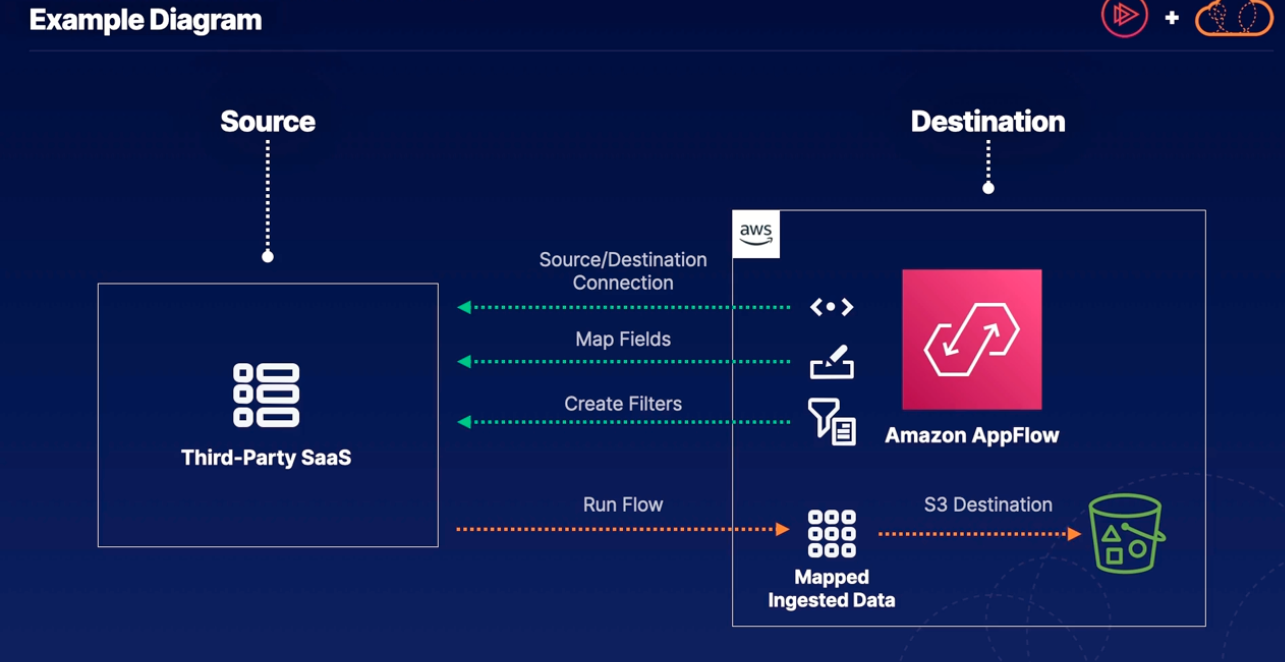 Example Diagram
+
Source
Destination
aws
Source/Destination
Connection
Map Fields
Create Filters
Third-Party SaaS
Amazon AppFlow
Run Flow
S3 Destination
Mapped
Ingested Data